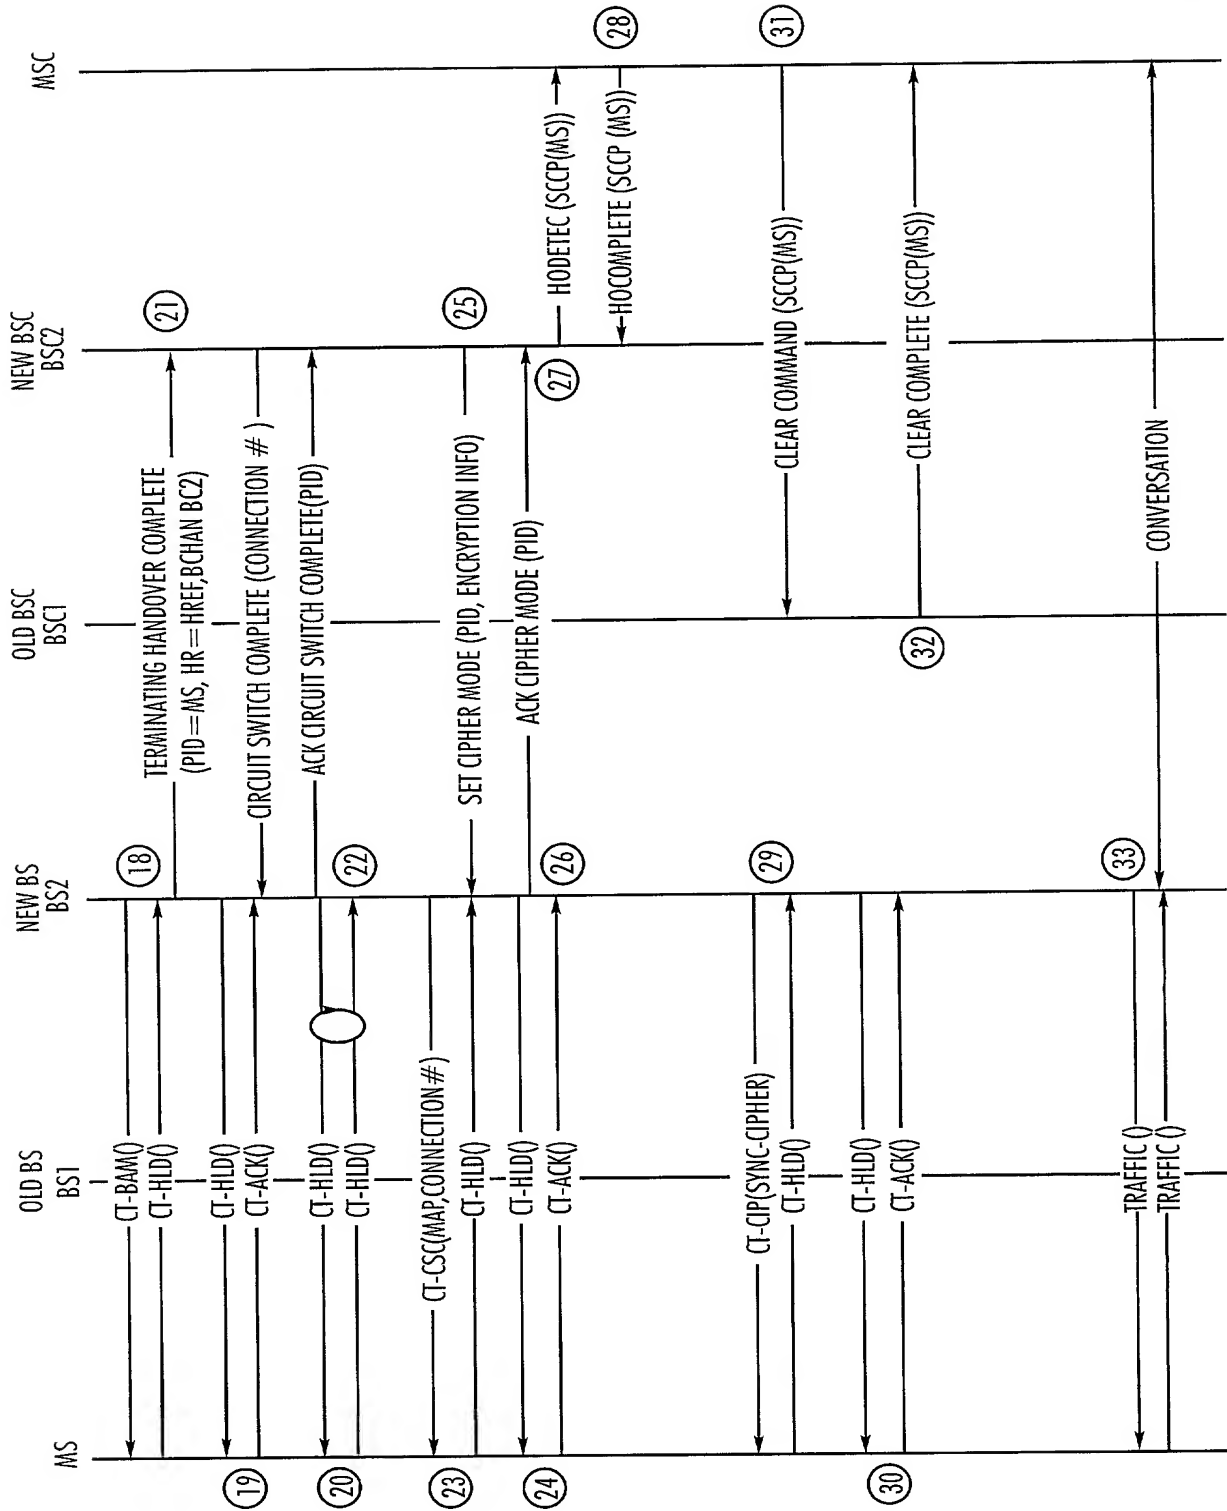 MS
OLD BS
BS1
NEW BS
BS2
OLD BSC
BSC1
NEW BSC
BSC2
MSC
18
CT-BAM()
CT-HLD()
TERMINATING HANDOVER COMPLETE
(PID=MS, HR=HREF,BCHAN BC2)
21
19
CT-HLD()
CT-ACK()
CIRCUIT SWITCH COMPLETE (CONNECTION #)
20
CT-HLD()
CT-HLD()
ACK CIRCUIT SWITCH COMPLETE(PID)
22
23
CT-CSC(MAP,CONNECTION#)
CT-HLD()
SET CIPHER MODE (PID, ENCRYPTION INFO)
25
24
CT-HLD()
CT-ACK()
26
ACK CIPHER MODE (PID)
27
HODETEC (SCCP(MS))
HOCOMPLETE (SCCP (MS))
28
CT-CIP(SYNC-CIPHER)
CT-HLD()
29
CLEAR COMMAND (SCCP(MS))
31
30
CT-HLD()
CT-ACK()
32
CLEAR COMPLETE (SCCP(MS))
TRAFFIC ()
TRAFFIC ()
33
CONVERSATION